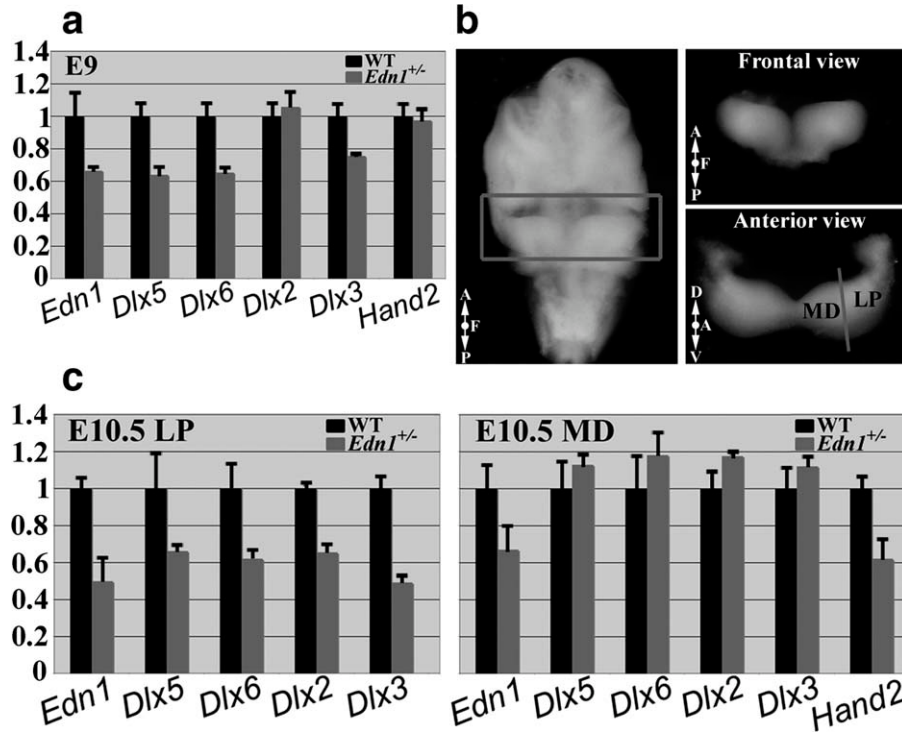 a
1.4
1.2
1
0.8
0.6
0.4
0.2
0
E9
WT
Edn1+/-
Edn1
Dlx5
Dlx6
Dlx2
Dlx3
Hand2
b
A
F
P
Frontal view
A
F
P
Anterior view
D
A
V
MD
LP
c
1.4
1.2
1
0.8
0.6
0.4
0.2
0
E10.5 LP
WT
Edn1+/-
Edn1
Dlx5
Dlx6
Dlx2
Dlx3
E10.5 MD
WT
Edn1+/-
Edn1
Dlx5
Dlx6
Dlx2
Dlx3
Hand2